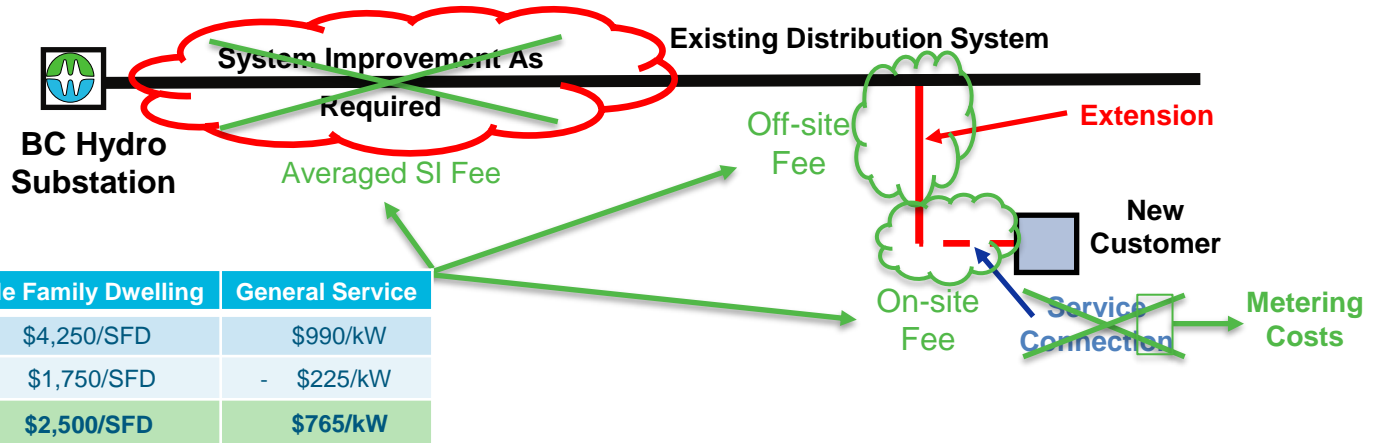 System Improvement As
Required
Existing Distribution System
BC Hydro
Substation
Averaged SI Fee
Off-site
Fee
Extension
New
Customer
On-site
Fee
Service
Connection
Metering
Costs
Family Dwelling General Service
$4,250/SFD $990/kW
$1,750/SFD - $225/kW
$2,500/SFD $765/kW